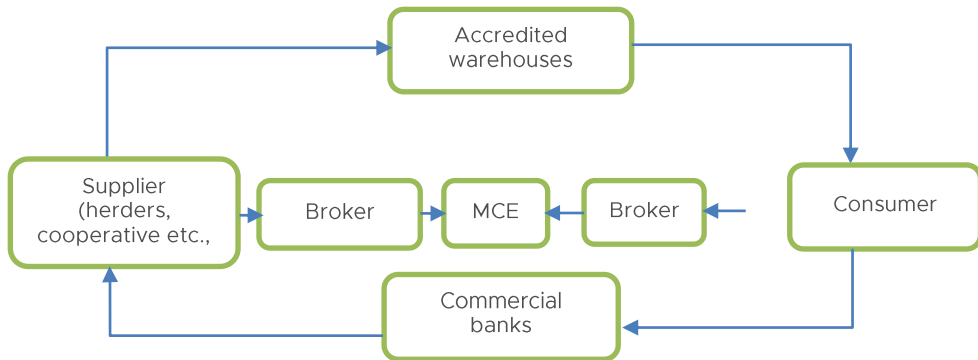 Accredited
warehouses
Supplier
(herders,
cooperative etc.,
Broker
MCE
Broker
Consumer
Commercial
banks